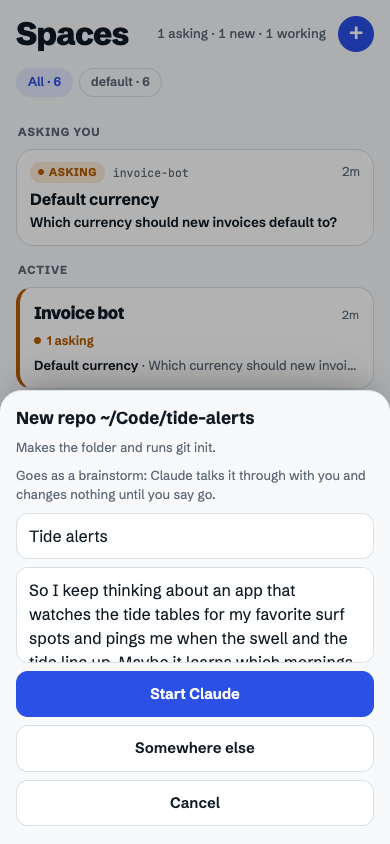 Spaces
1 asking · 1 new · 1 working
+
All · 6
default · 6
ASKING YOU
ASKING invoice-bot 2m
Default currency
Which currency should new invoices default to?
ACTIVE
Invoice bot 2m
1 asking
Default currency · Which currency should new invoi...
New repo ~/Code/tide-alerts
Makes the folder and runs git init.
Goes as a brainstorm: Claude talks it through with you and
changes nothing until you say go.
Tide alerts
So I keep thinking about an app that
watches the tide tables for my favorite surf
spots and pings me when the swell and the
tide line up. Maybe it learns which mornings
Start Claude
Somewhere else
Cancel